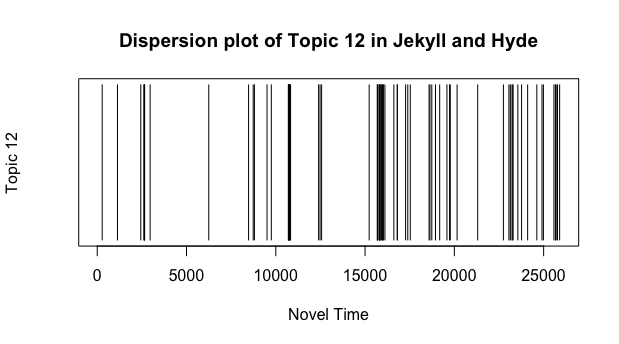 Dispersion plot of Topic 12 in Jekyll and Hyde
Topic 12
0 5000 10000 15000 20000 25000
Novel Time